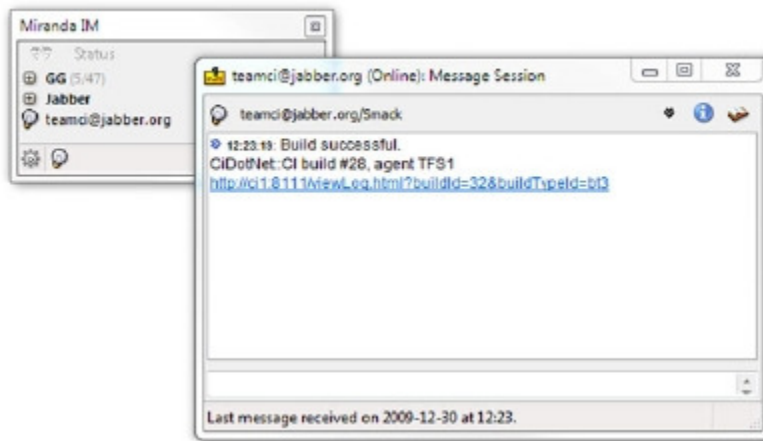 Miranda IM
Status
GG (5/47)
Jabber
teamci@jabber.org
teamci@jabber.org (Online): Message Session
teamci@jabber.org/Smack
12:23:19: Build successful.
CiDotNet::CI build #28, agent TFS1
http://ci1:8111/viewLog.html?buildId=32&buildTypeId=bt3
Last message received on 2009-12-30 at 12:23.